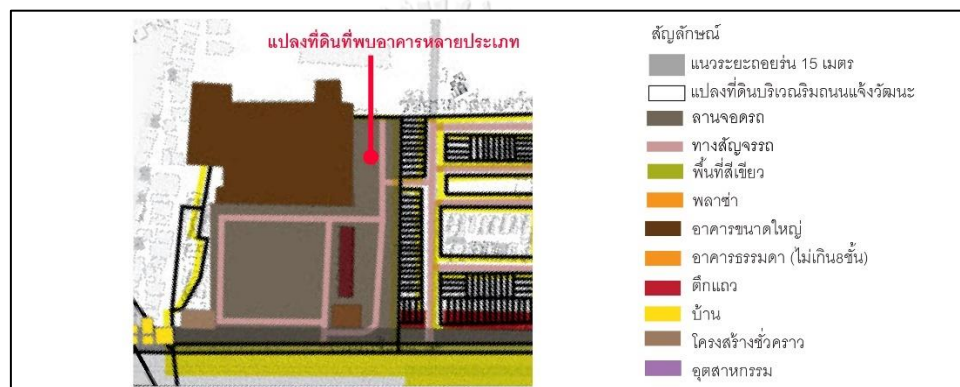 แปลงที่ดินที่พบอาคารหลายประเภท
สัญลักษณ์
แนวระยะถอยร่น 15 เมตร
แปลงที่ดินบริเวณริมถนนแจ้งวัฒนะ
ลานจอดรถ
ทางสัญจรรถ
พื้นที่สีเขียว
พลาซ่า
อาคารขนาดใหญ่
อาคารธรรมดา (ไม่เกิน8ชั้น)
ตึกแถว
บ้าน
โครงสร้างชั่วคราว
อุตสาหกรรม